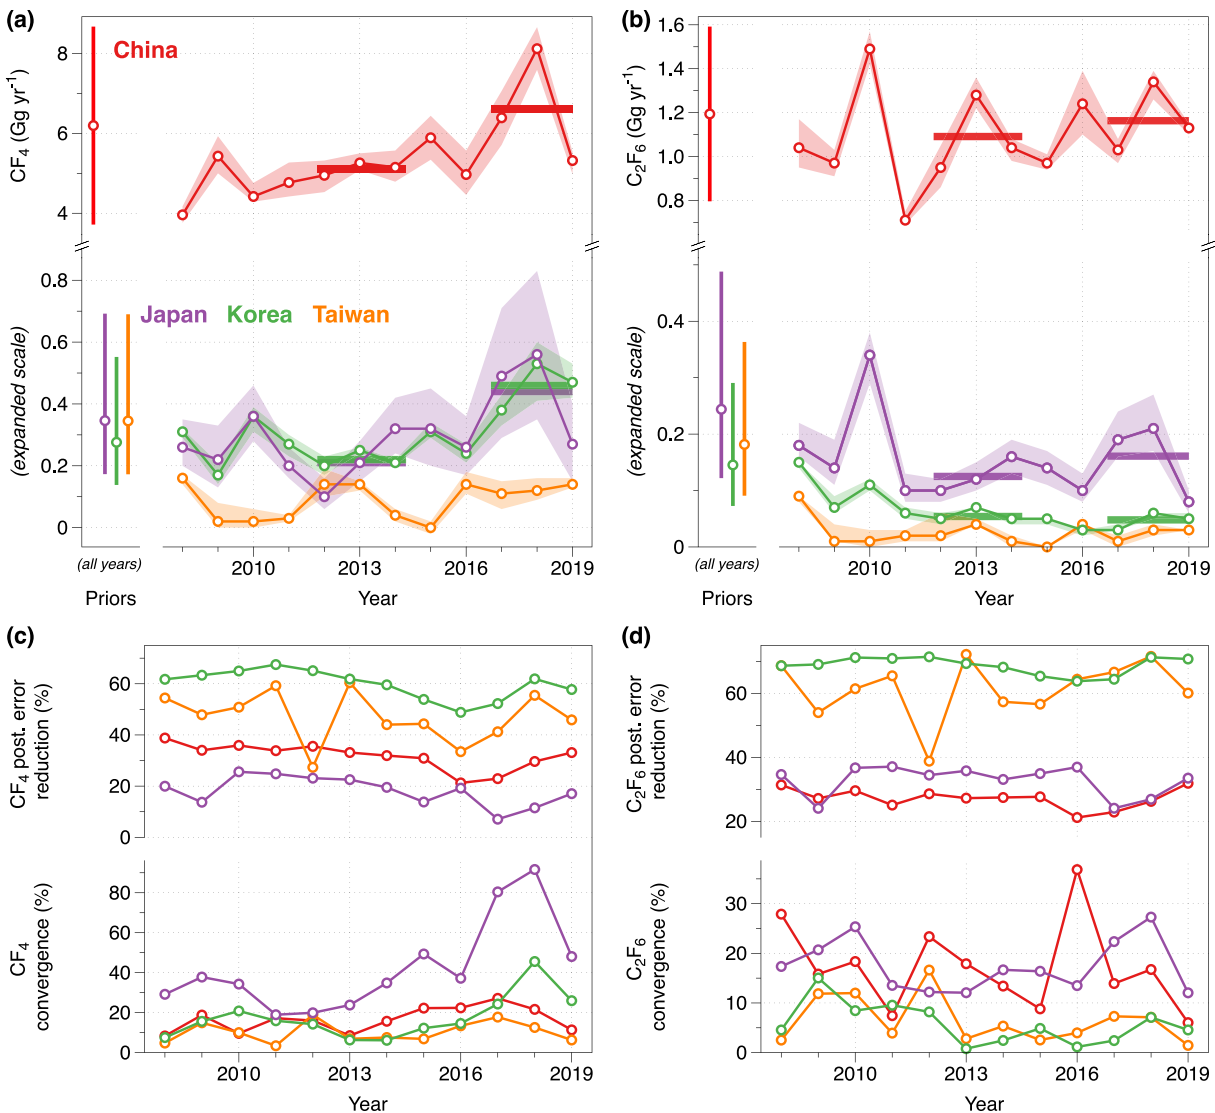 (a)
CF4 (Gg yr-1)
8
6
4
China
(expanded scale)
0.8
0.6
0.4
0.2
0
Japan Korea Taiwan
(all years)
2010 2013 2016 2019
Priors Year
(b)
C2F6 (Gg yr-1)
1.6
1.4
1.2
1.0
0.8
(expanded scale)
0.4
0.2
0
(all years)
2010 2013 2016 2019
Priors Year
(c)
CF4 post. error
reduction (%)
60
40
20
0
CF4
convergence (%)
80
60
40
20
0
2010 2013 2016 2019
Year
(d)
C2F6 post. error
reduction (%)
60
40
20
C2F6
convergence (%)
30
20
10
0
2010 2013 2016 2019
Year